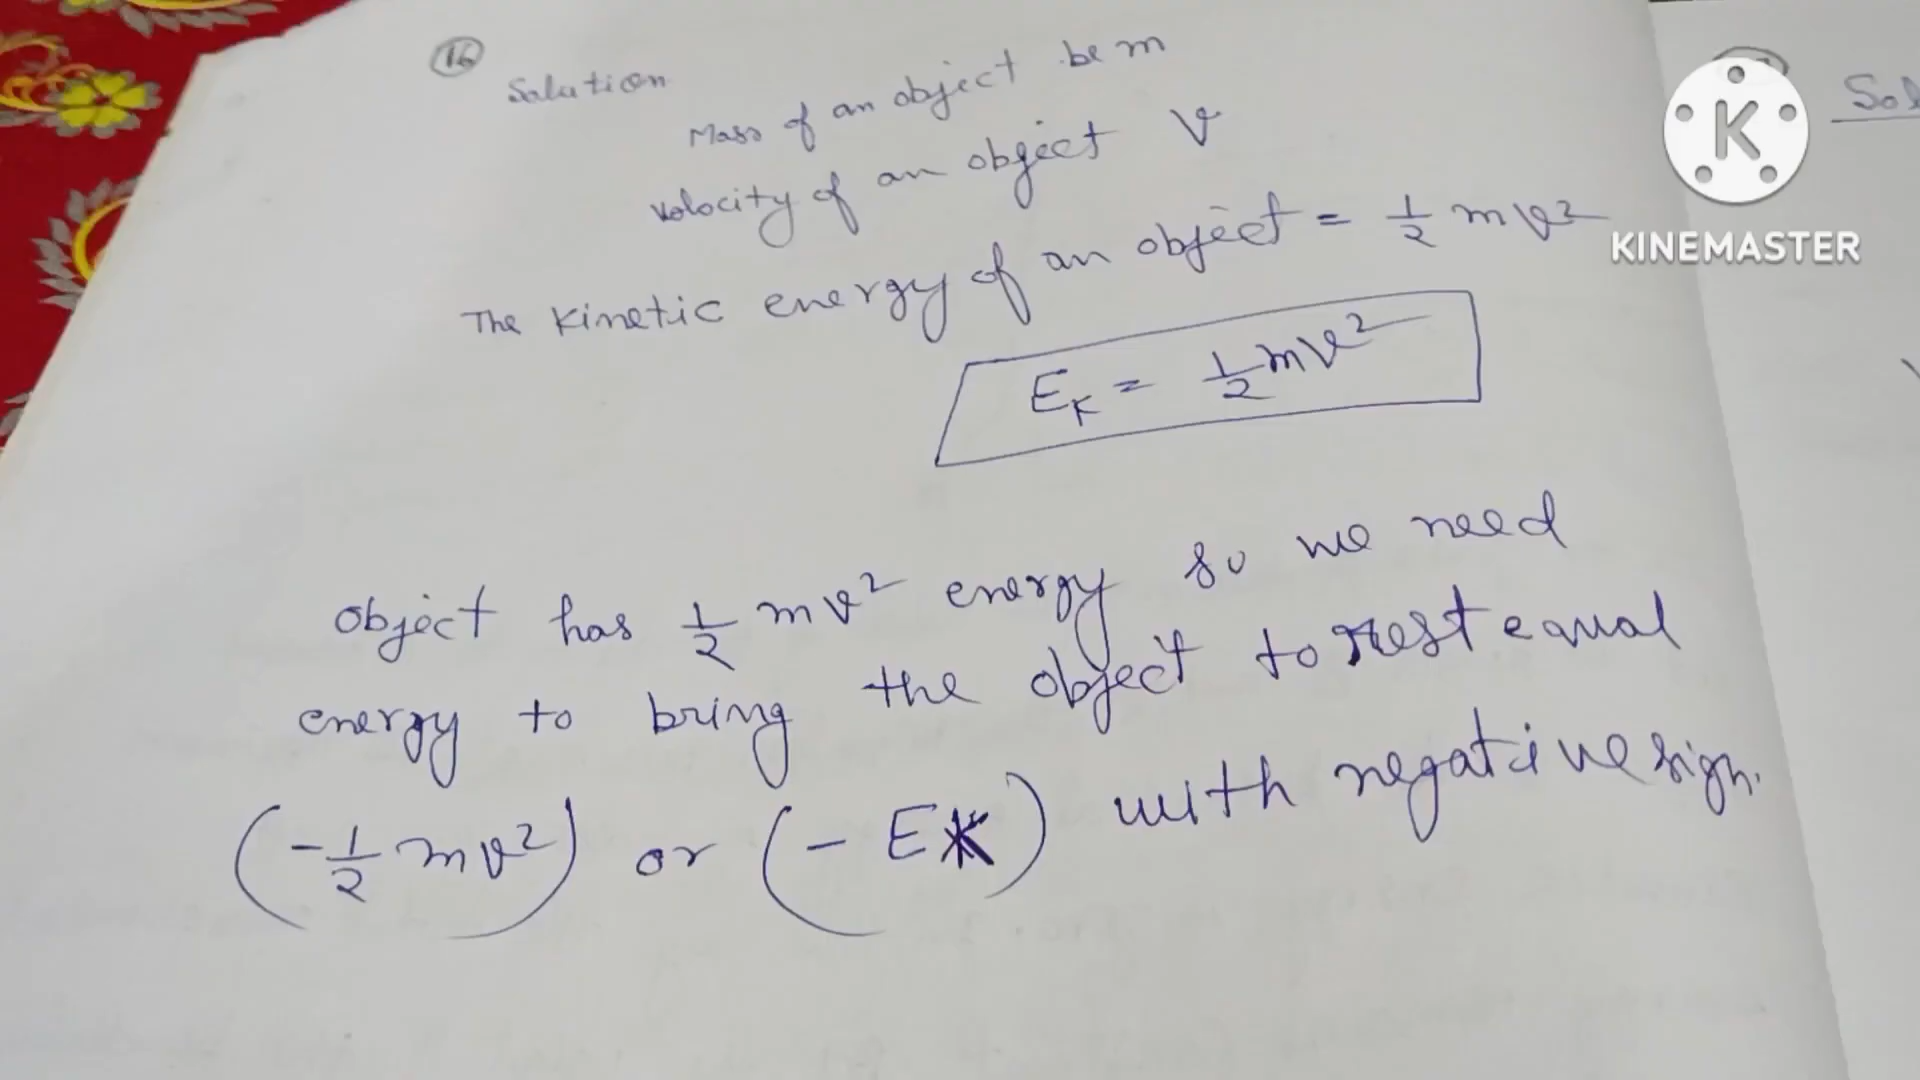 16
Solution
Mass of an object be m
Velocity of an object v
The kinetic energy of an object = 1/2 mv²
E_K = 1/2 mv²
object has 1/2 mv² energy so we need
energy to bring the object to rest equal
(-1/2 mv²) or (- EK) with negative sign.
K
KINEMASTER